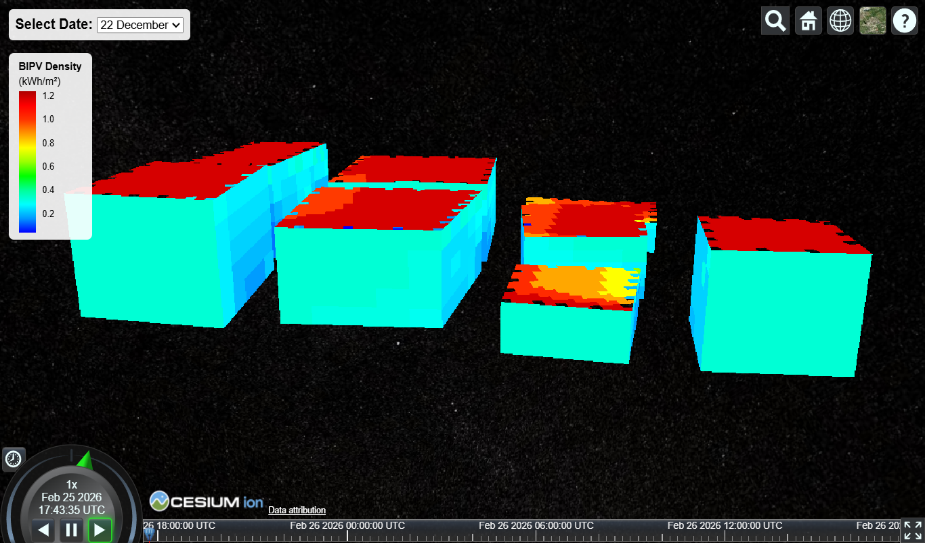 Select Date: 22 December
BIPV Density
(kWh/m²)
1.2
1.0
0.8
0.6
0.4
0.2
?
1x
Feb 25 2026
17:43:35 UTC
CESIUM ion
Data attribution
26 18:00:00 UTC
Feb 26 2026 00:00:00 UTC
Feb 26 2026 06:00:00 UTC
Feb 26 2026 12:00:00 UTC
Feb 26 20